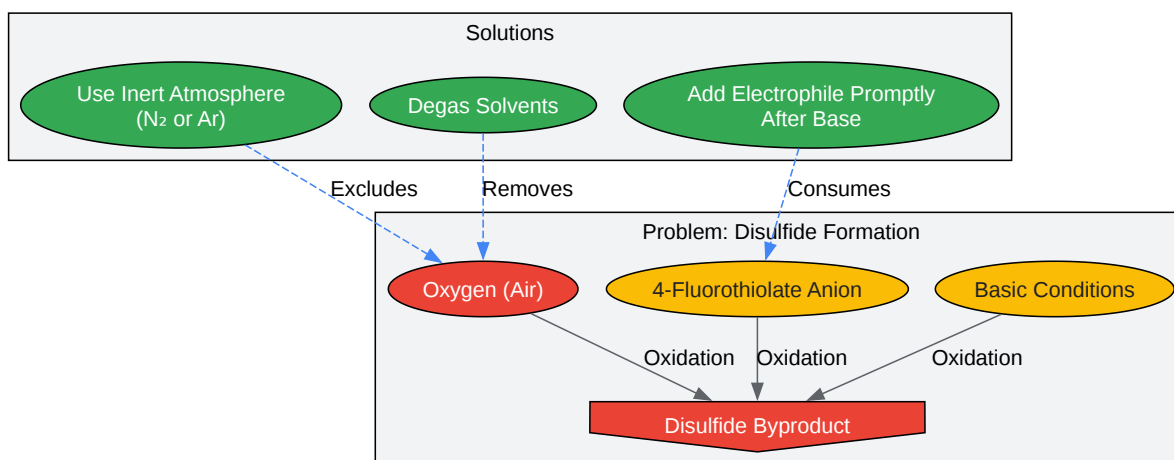 Solutions
Use Inert Atmosphere
(N₂ or Ar)
Degas Solvents
Add Electrophile Promptly
After Base
Excludes
Removes
Consumes
Problem: Disulfide Formation
Oxygen (Air)
4-Fluorothiolate Anion
Basic Conditions
Oxidation
Oxidation
Oxidation
Disulfide Byproduct